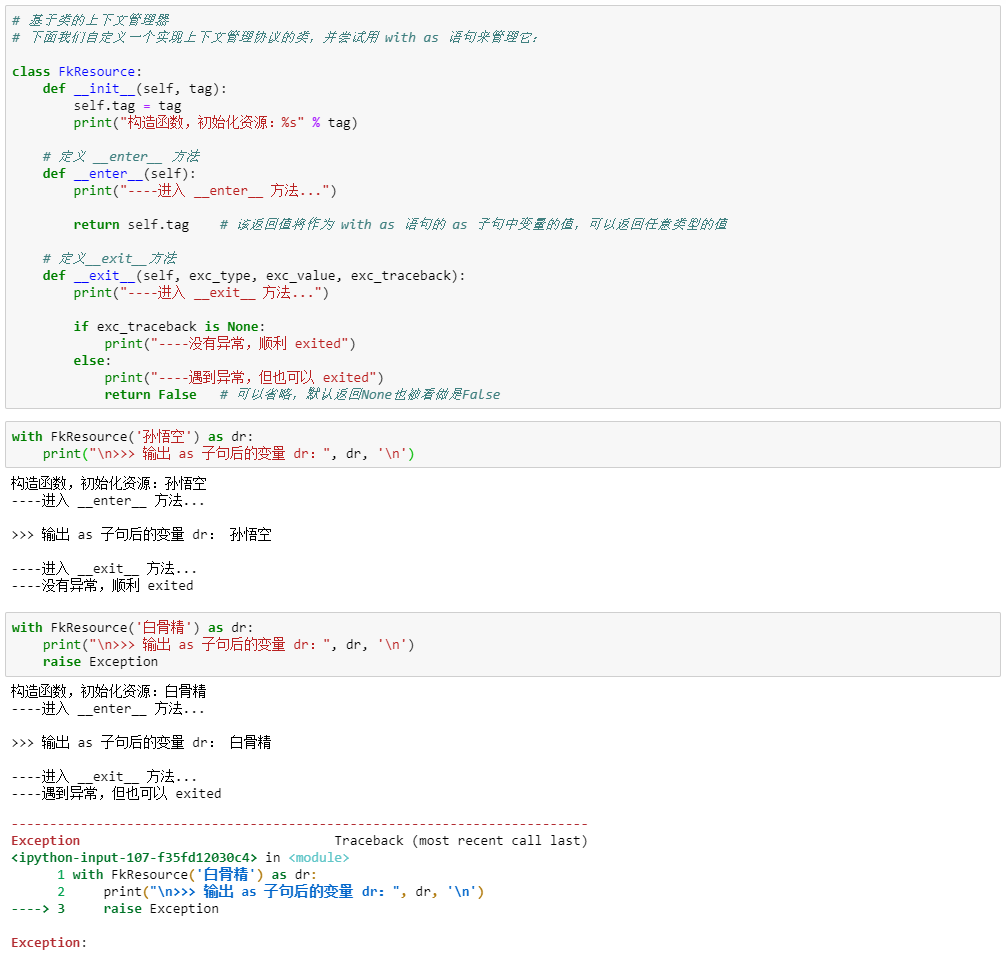 # 基于类的上下文管理器
# 下面我们自定义一个实现上下文管理协议的类，并尝试用 with as 语句来管理它：

class FkResource:
    def __init__(self, tag):
        self.tag = tag
        print("构造函数，初始化资源：%s" % tag)

    # 定义 __enter__ 方法
    def __enter__(self):
        print("----进入 __enter__ 方法...")

        return self.tag    # 该返回值将作为 with as 语句的 as 子句中变量的值，可以返回任意类型的值

    # 定义__exit__方法
    def __exit__(self, exc_type, exc_value, exc_traceback):
        print("----进入 __exit__ 方法...")

        if exc_traceback is None:
            print("----没有异常，顺利 exited")
        else:
            print("----遇到异常，但也可以 exited")
            return False   # 可以省略，默认返回None也被看做是False

with FkResource('孙悟空') as dr:
    print("\n>>> 输出 as 子句后的变量 dr：", dr, '\n')
构造函数，初始化资源：孙悟空
----进入 __enter__ 方法...

>>> 输出 as 子句后的变量 dr： 孙悟空

----进入 __exit__ 方法...
----没有异常，顺利 exited

with FkResource('白骨精') as dr:
    print("\n>>> 输出 as 子句后的变量 dr：", dr, '\n')
    raise Exception
构造函数，初始化资源：白骨精
----进入 __enter__ 方法...

>>> 输出 as 子句后的变量 dr： 白骨精

----进入 __exit__ 方法...
----遇到异常，但也可以 exited

---------------------------------------------------------------------------
Exception                                 Traceback (most recent call last)
<ipython-input-107-f35fd12030c4> in <module>
      1 with FkResource('白骨精') as dr:
      2     print("\n>>> 输出 as 子句后的变量 dr：", dr, '\n')
----> 3     raise Exception

Exception: